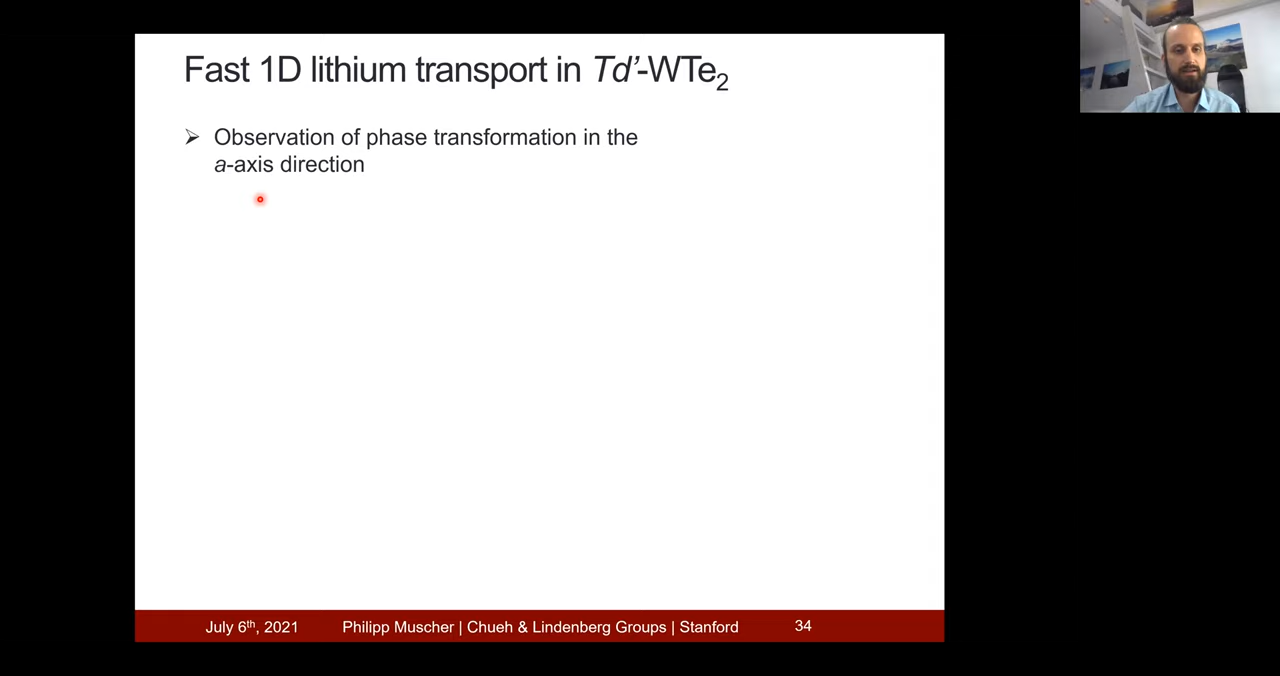 Fast 1D lithium transport in Td’-WTe₂
➢ Observation of phase transformation in the
a-axis direction
July 6ᵗʰ, 2021 Philipp Muscher | Chueh & Lindenberg Groups | Stanford 34